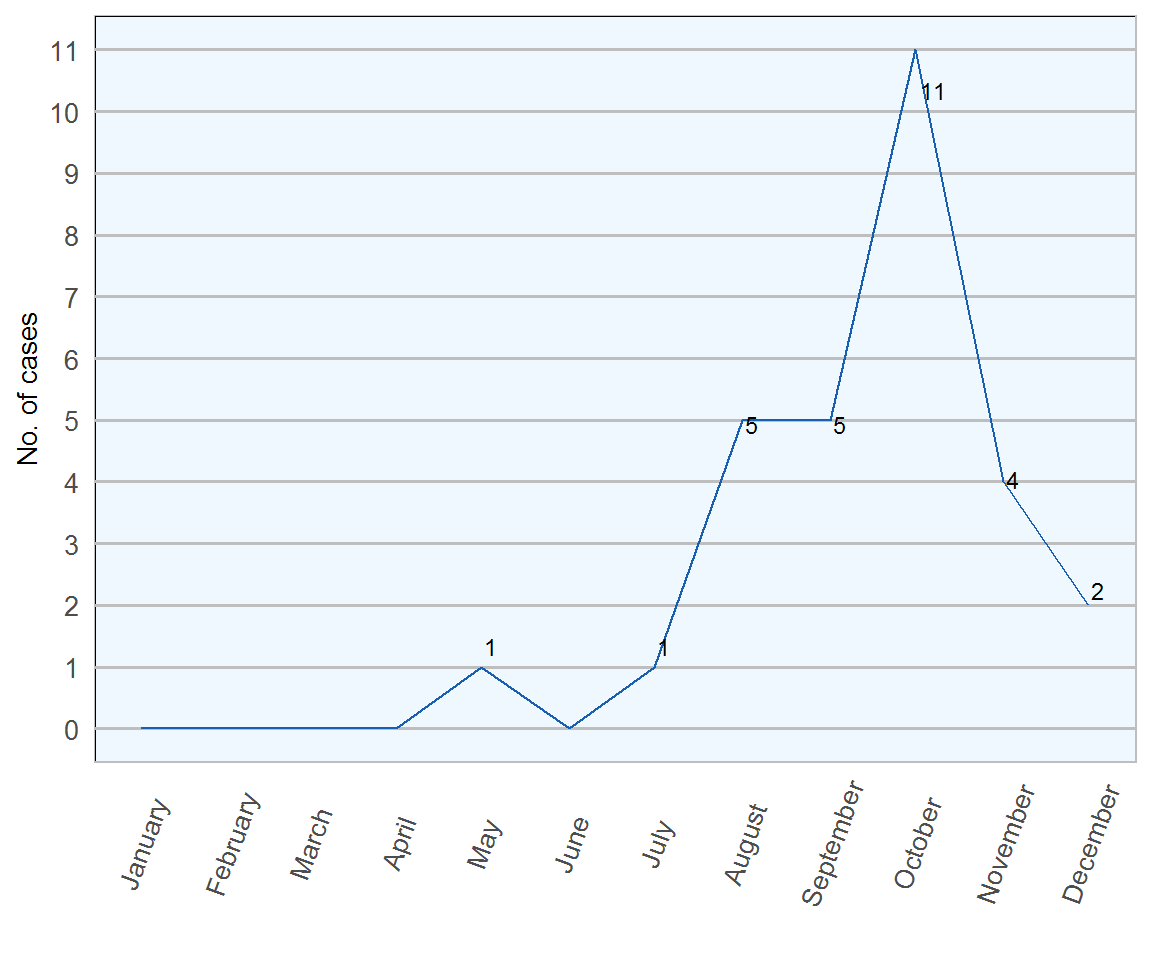 11
10
9
8
7
6
5
4
3
2
1
0
No. of cases
1
1
5
5
11
4
2
January
February
March
April
May
June
July
August
September
October
November
December